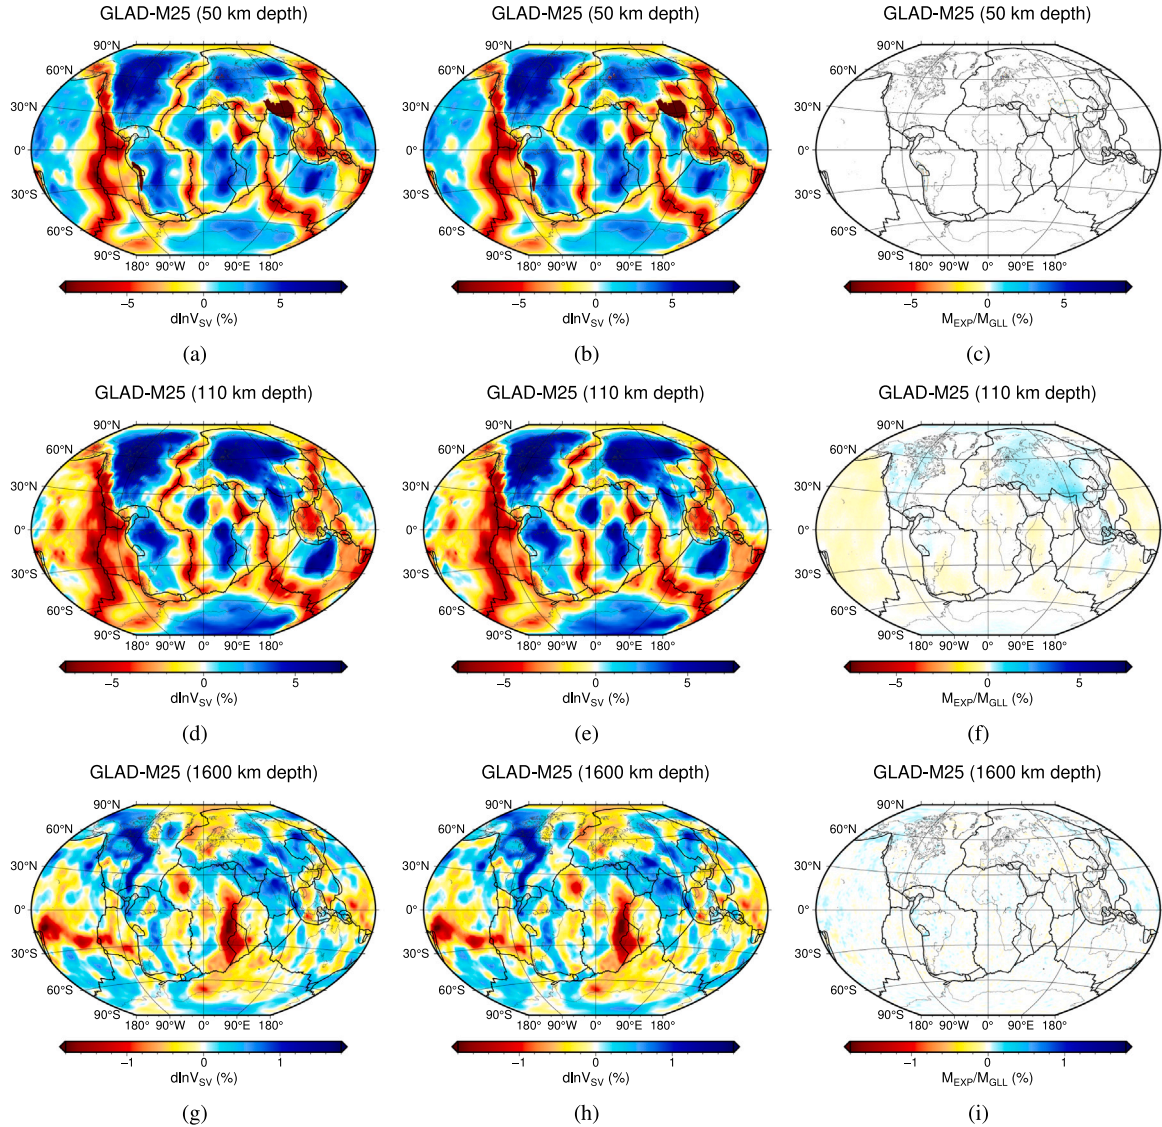 GLAD-M25 (50 km depth) GLAD-M25 (50 km depth) GLAD-M25 (50 km depth)
90°N 90°N 90°N
60°N 60°N 60°N
30°N 30°N 30°N
0° 0° 0°
30°S 30°S 30°S
60°S 60°S 60°S
90°S 90°S 90°S
180° 90°W 0° 90°E 180° 180° 90°W 0° 90°E 180° 180° 90°W 0° 90°E 180°
−5 0 5 −5 0 5 −5 0 5
dlnV_SV (%) dlnV_SV (%) M_EXP/M_GLL (%)
(a) (b) (c)
GLAD-M25 (110 km depth) GLAD-M25 (110 km depth) GLAD-M25 (110 km depth)
90°N 90°N 90°N
60°N 60°N 60°N
30°N 30°N 30°N
0° 0° 0°
30°S 30°S 30°S
60°S 60°S 60°S
90°S 90°S 90°S
180° 90°W 0° 90°E 180° 180° 90°W 0° 90°E 180° 180° 90°W 0° 90°E 180°
−5 0 5 −5 0 5 −5 0 5
dlnV_SV (%) dlnV_SV (%) M_EXP/M_GLL (%)
(d) (e) (f)
GLAD-M25 (1600 km depth) GLAD-M25 (1600 km depth) GLAD-M25 (1600 km depth)
90°N 90°N 90°N
60°N 60°N 60°N
30°N 30°N 30°N
0° 0° 0°
30°S 30°S 30°S
60°S 60°S 60°S
90°S 90°S 90°S
180° 90°W 0° 90°E 180° 180° 90°W 0° 90°E 180° 180° 90°W 0° 90°E 180°
−1 0 1 −1 0 1 −1 0 1
dlnV_SV (%) dlnV_SV (%) M_EXP/M_GLL (%)
(g) (h) (i)